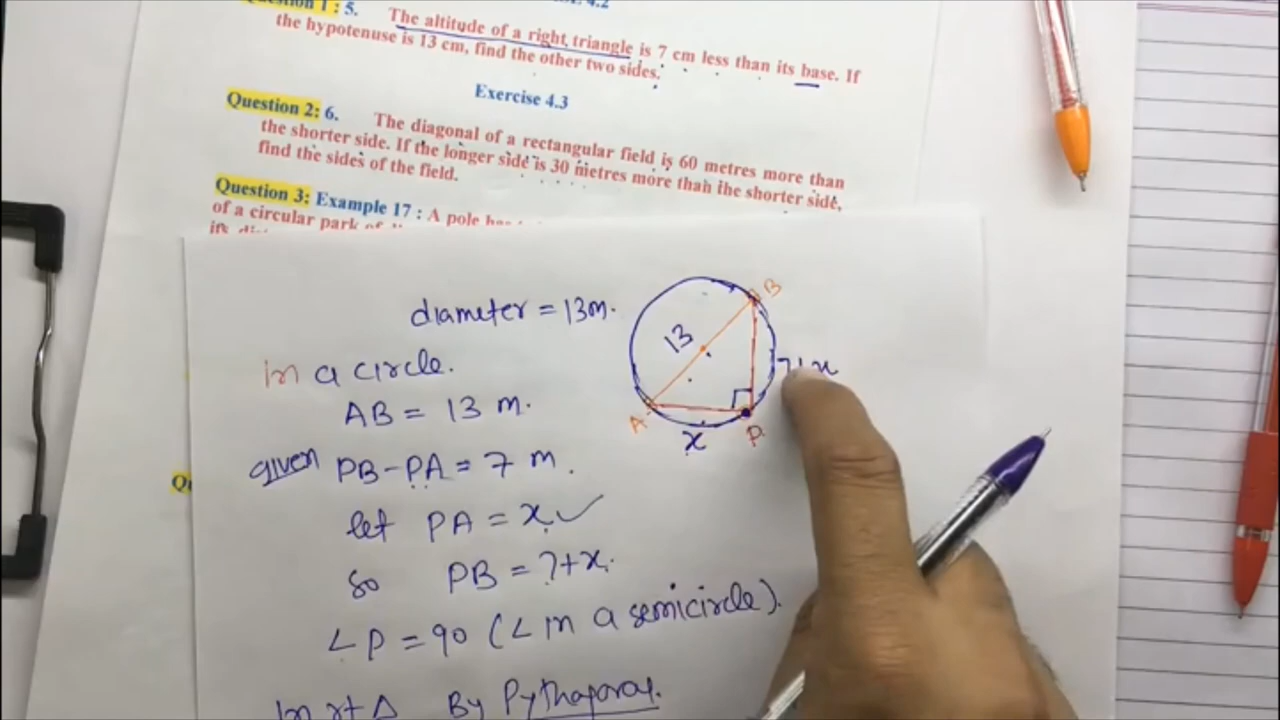 5. The altitude of a right triangle is 7 cm less than its base. If
the hypotenuse is 13 cm, find the other two sides.
Exercise 4.3
Question 2: 6. The diagonal of a rectangular field is 60 metres more than
the shorter side. If the longer side is 30 metres more than the shorter side,
find the sides of the field.
Question 3: Example 17 : A pole
of a circular park of
diameter = 13m.
In a circle.
AB = 13 m.
given PB-PA = 7 m.
let PA = x ✓
so PB = 7+x.
∠P = 90 (∠ in a semicircle).
In rt Δ By Pythagoras.
13
B
7+x
A
x
P